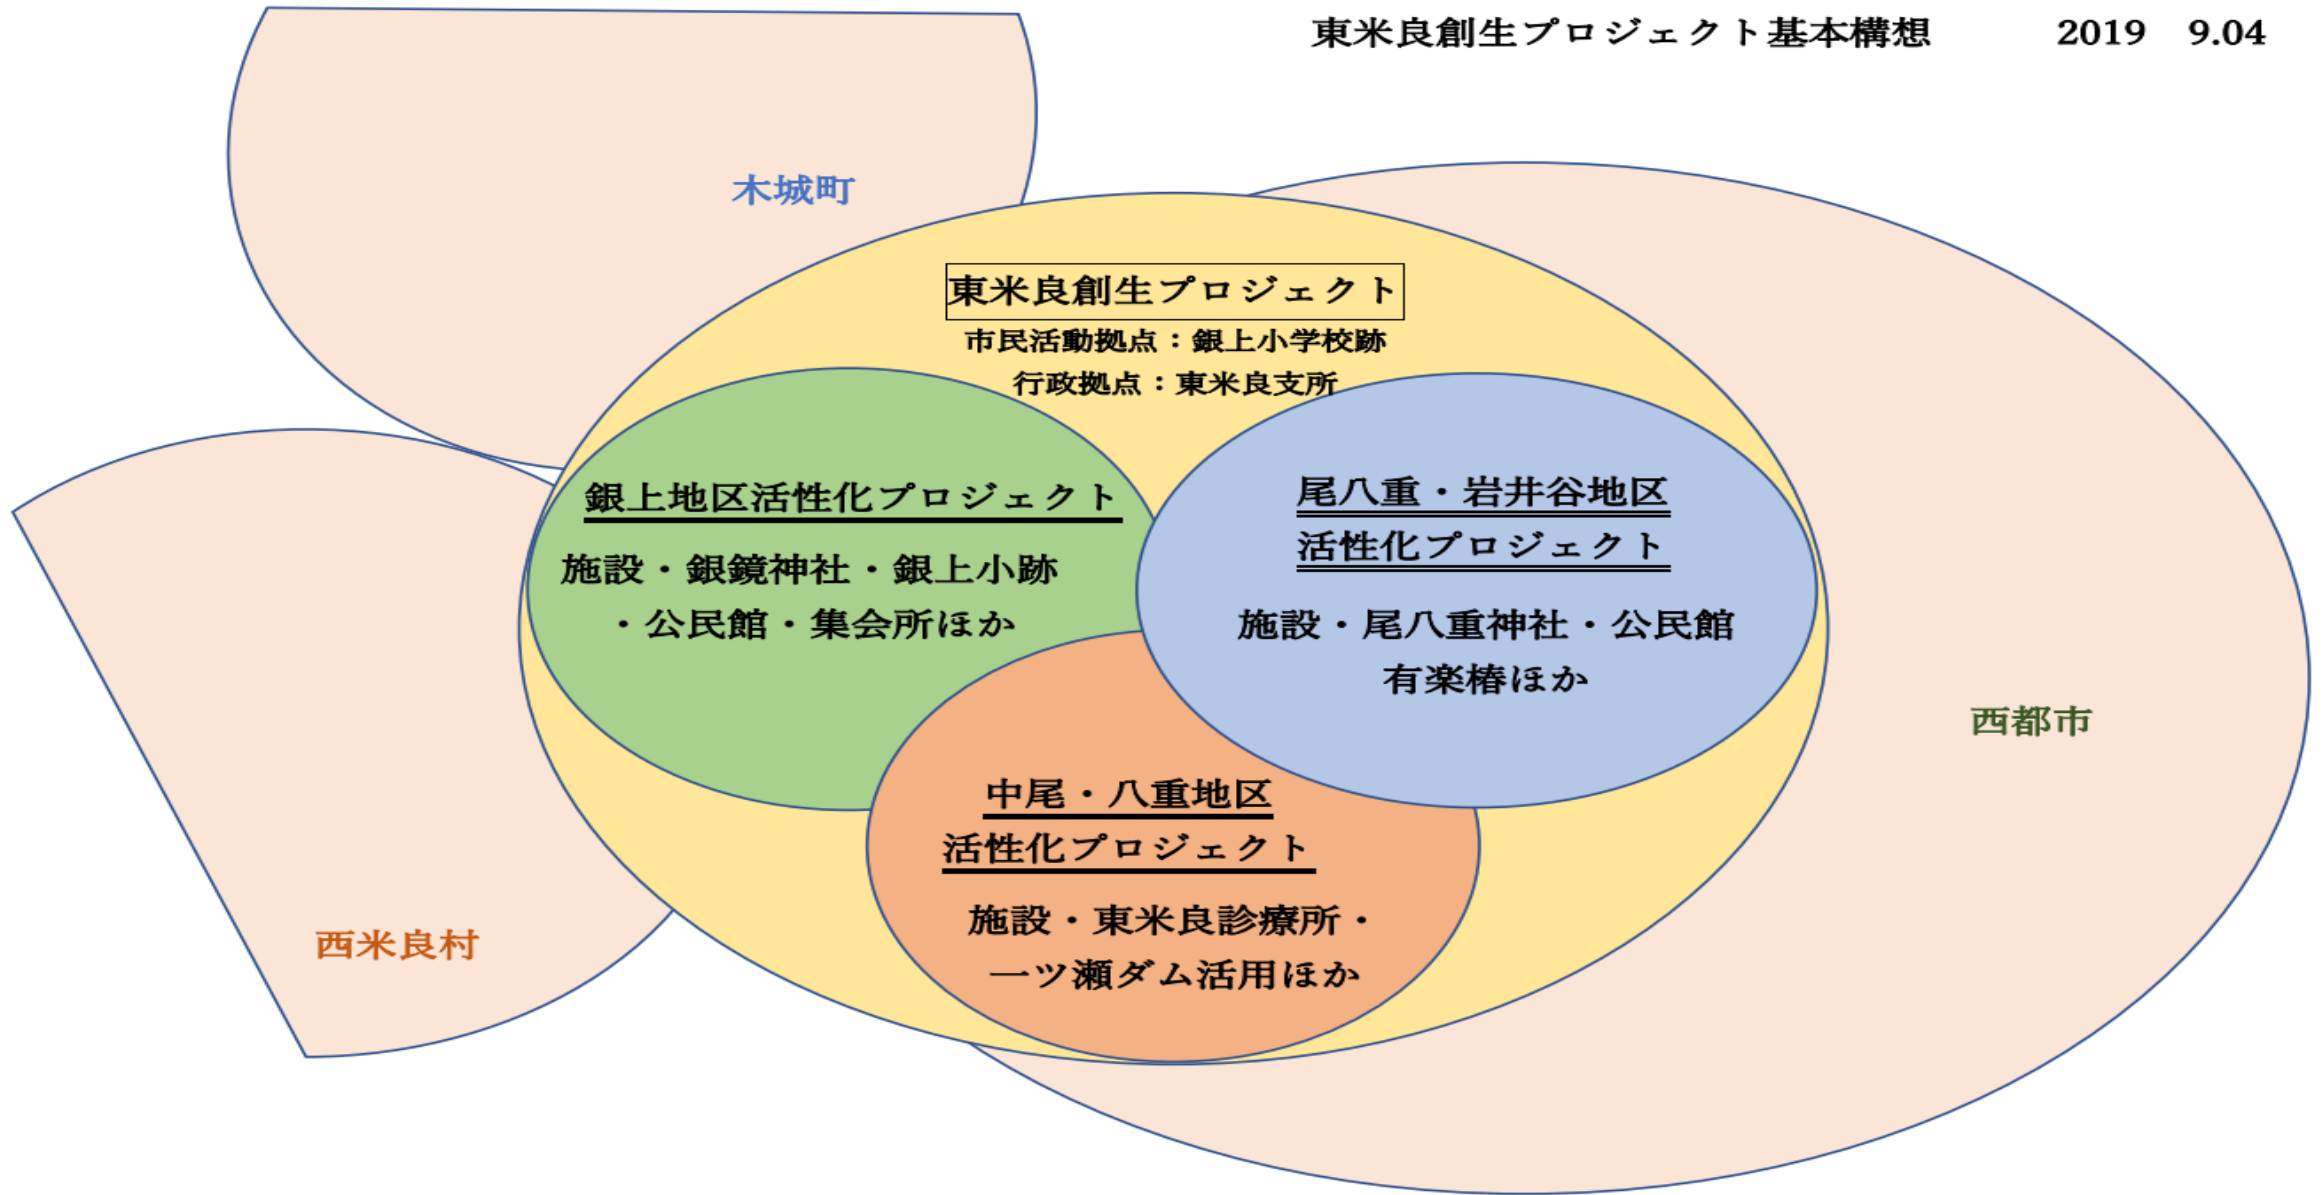 東米良創生プロジェクト基本構想 2019 9.04
木城町
東米良創生プロジェクト
市民活動拠点：銀上小学校跡
行政拠点：東米良支所
銀上地区活性化プロジェクト
施設・銀鏡神社・銀上小跡
・公民館・集会所ほか
尾八重・岩井谷地区
活性化プロジェクト
施設・尾八重神社・公民館
有楽椿ほか
西都市
中尾・八重地区
活性化プロジェクト
施設・東米良診療所・
一ツ瀬ダム活用ほか
西米良村